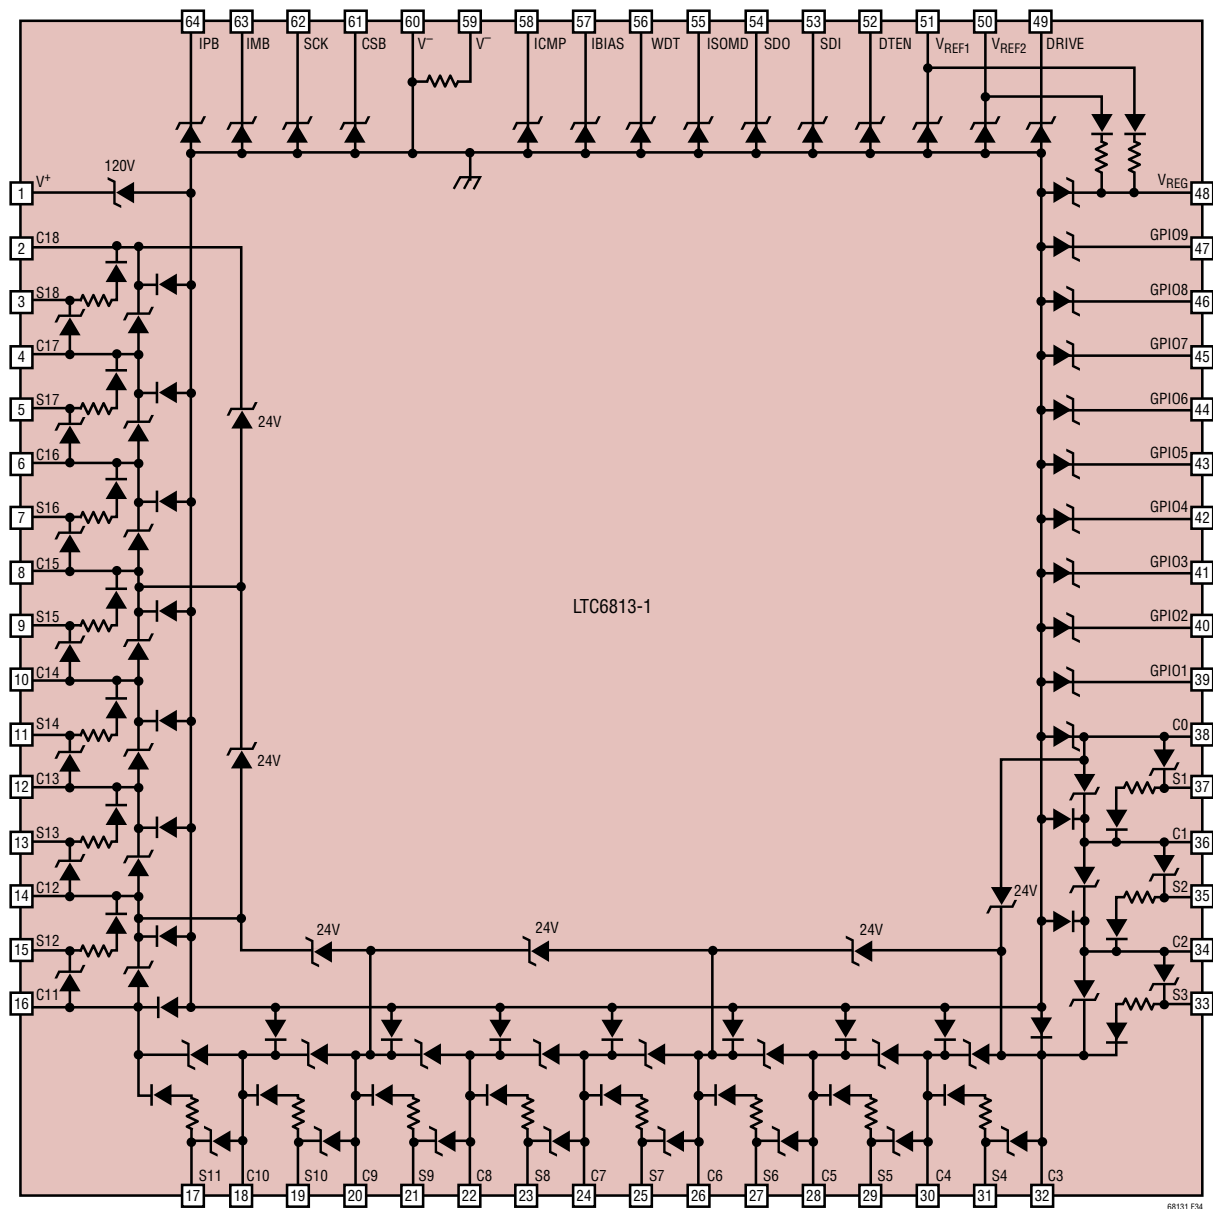 64 63 62 61 60 59 58 57 56 55 54 53 52 51 50 49
IPB IMB SCK CSB V– V– ICMP IBIAS WDT ISOMD SDO SDI DTEN VREF1 VREF2 DRIVE
120V
1 V+
VREG 48
2 C18
GPIO9 47
3 S18
GPIO8 46
4 C17
GPIO7 45
5 S17
GPIO6 44
24V
6 C16
GPIO5 43
7 S16
GPIO4 42
8 C15
GPIO3 41
LTC6813-1
9 S15
GPIO2 40
10 C14
GPIO1 39
11 S14
C0 38
24V
12 C13
S1 37
13 S13
C1 36
14 C12
S2 35
24V
15 S12
24V 24V 24V
C2 34
16 C11
S3 33
S11 C10 S10 C9 S9 C8 S8 C7 S7 C6 S6 C5 S5 C4 S4 C3
17 18 19 20 21 22 23 24 25 26 27 28 29 30 31 32
68131 F34